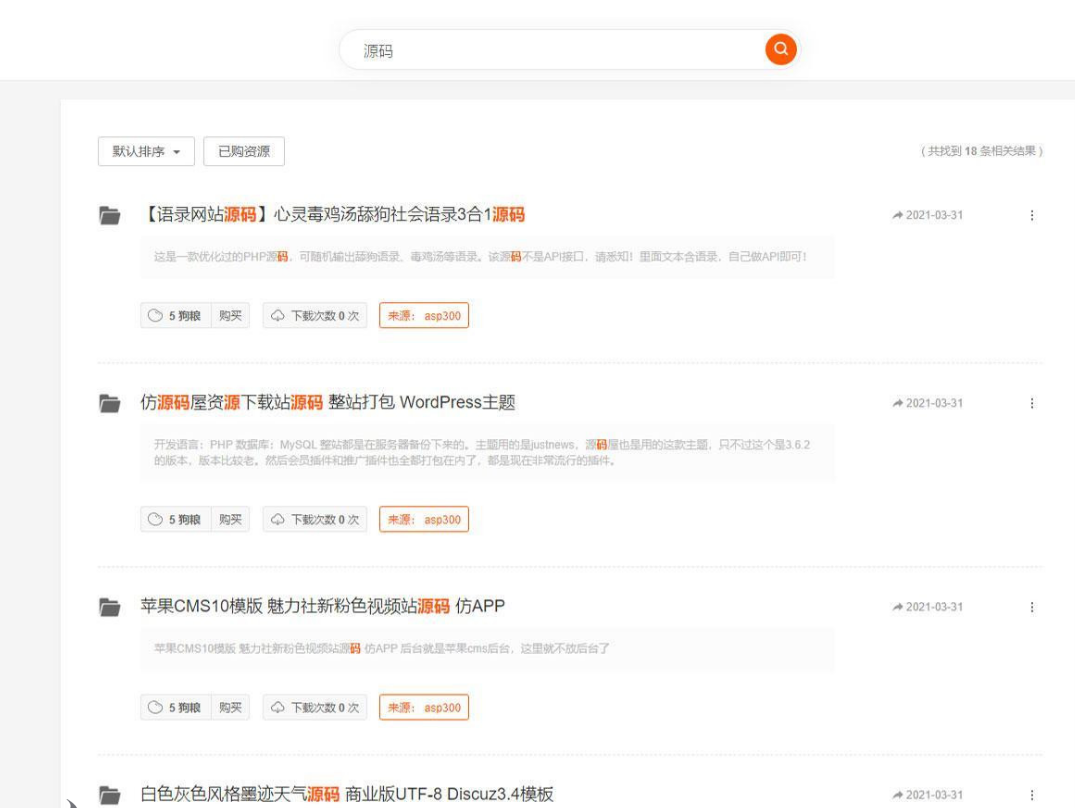 源码
默认排序 已购资源 （共找到 18 条相关结果）
【语录网站源码】心灵毒鸡汤舔狗社会语录3合1源码 2021-03-31
这是一款优化过的PHP源码，可随机输出舔狗语录、毒鸡汤等语录。该源码不是API接口，请悉知！里面文本含语录，自己做API即可！
5 狗粮 购买 下载次数 0 次 来源： asp300
仿源码屋资源下载站源码 整站打包 WordPress主题 2021-03-31
开发语言：PHP 数据库：MySQL 整站都是在服务器备份下来的。主题用的是justnews，源码屋也是用的这款主题，只不过这个是3.6.2
的版本，版本比较老。然后会员插件和推广插件也全都打包在内了，都是现在非常流行的插件。
5 狗粮 购买 下载次数 0 次 来源： asp300
苹果CMS10模版 魅力社新粉色视频站源码 仿APP 2021-03-31
苹果CMS10模版 魅力社新粉色视频站源码 仿APP 后台就是苹果cms后台，这里就不放后台了
5 狗粮 购买 下载次数 0 次 来源： asp300
白色灰色风格墨迹天气源码 商业版UTF-8 Discuz3.4模板 2021-03-31